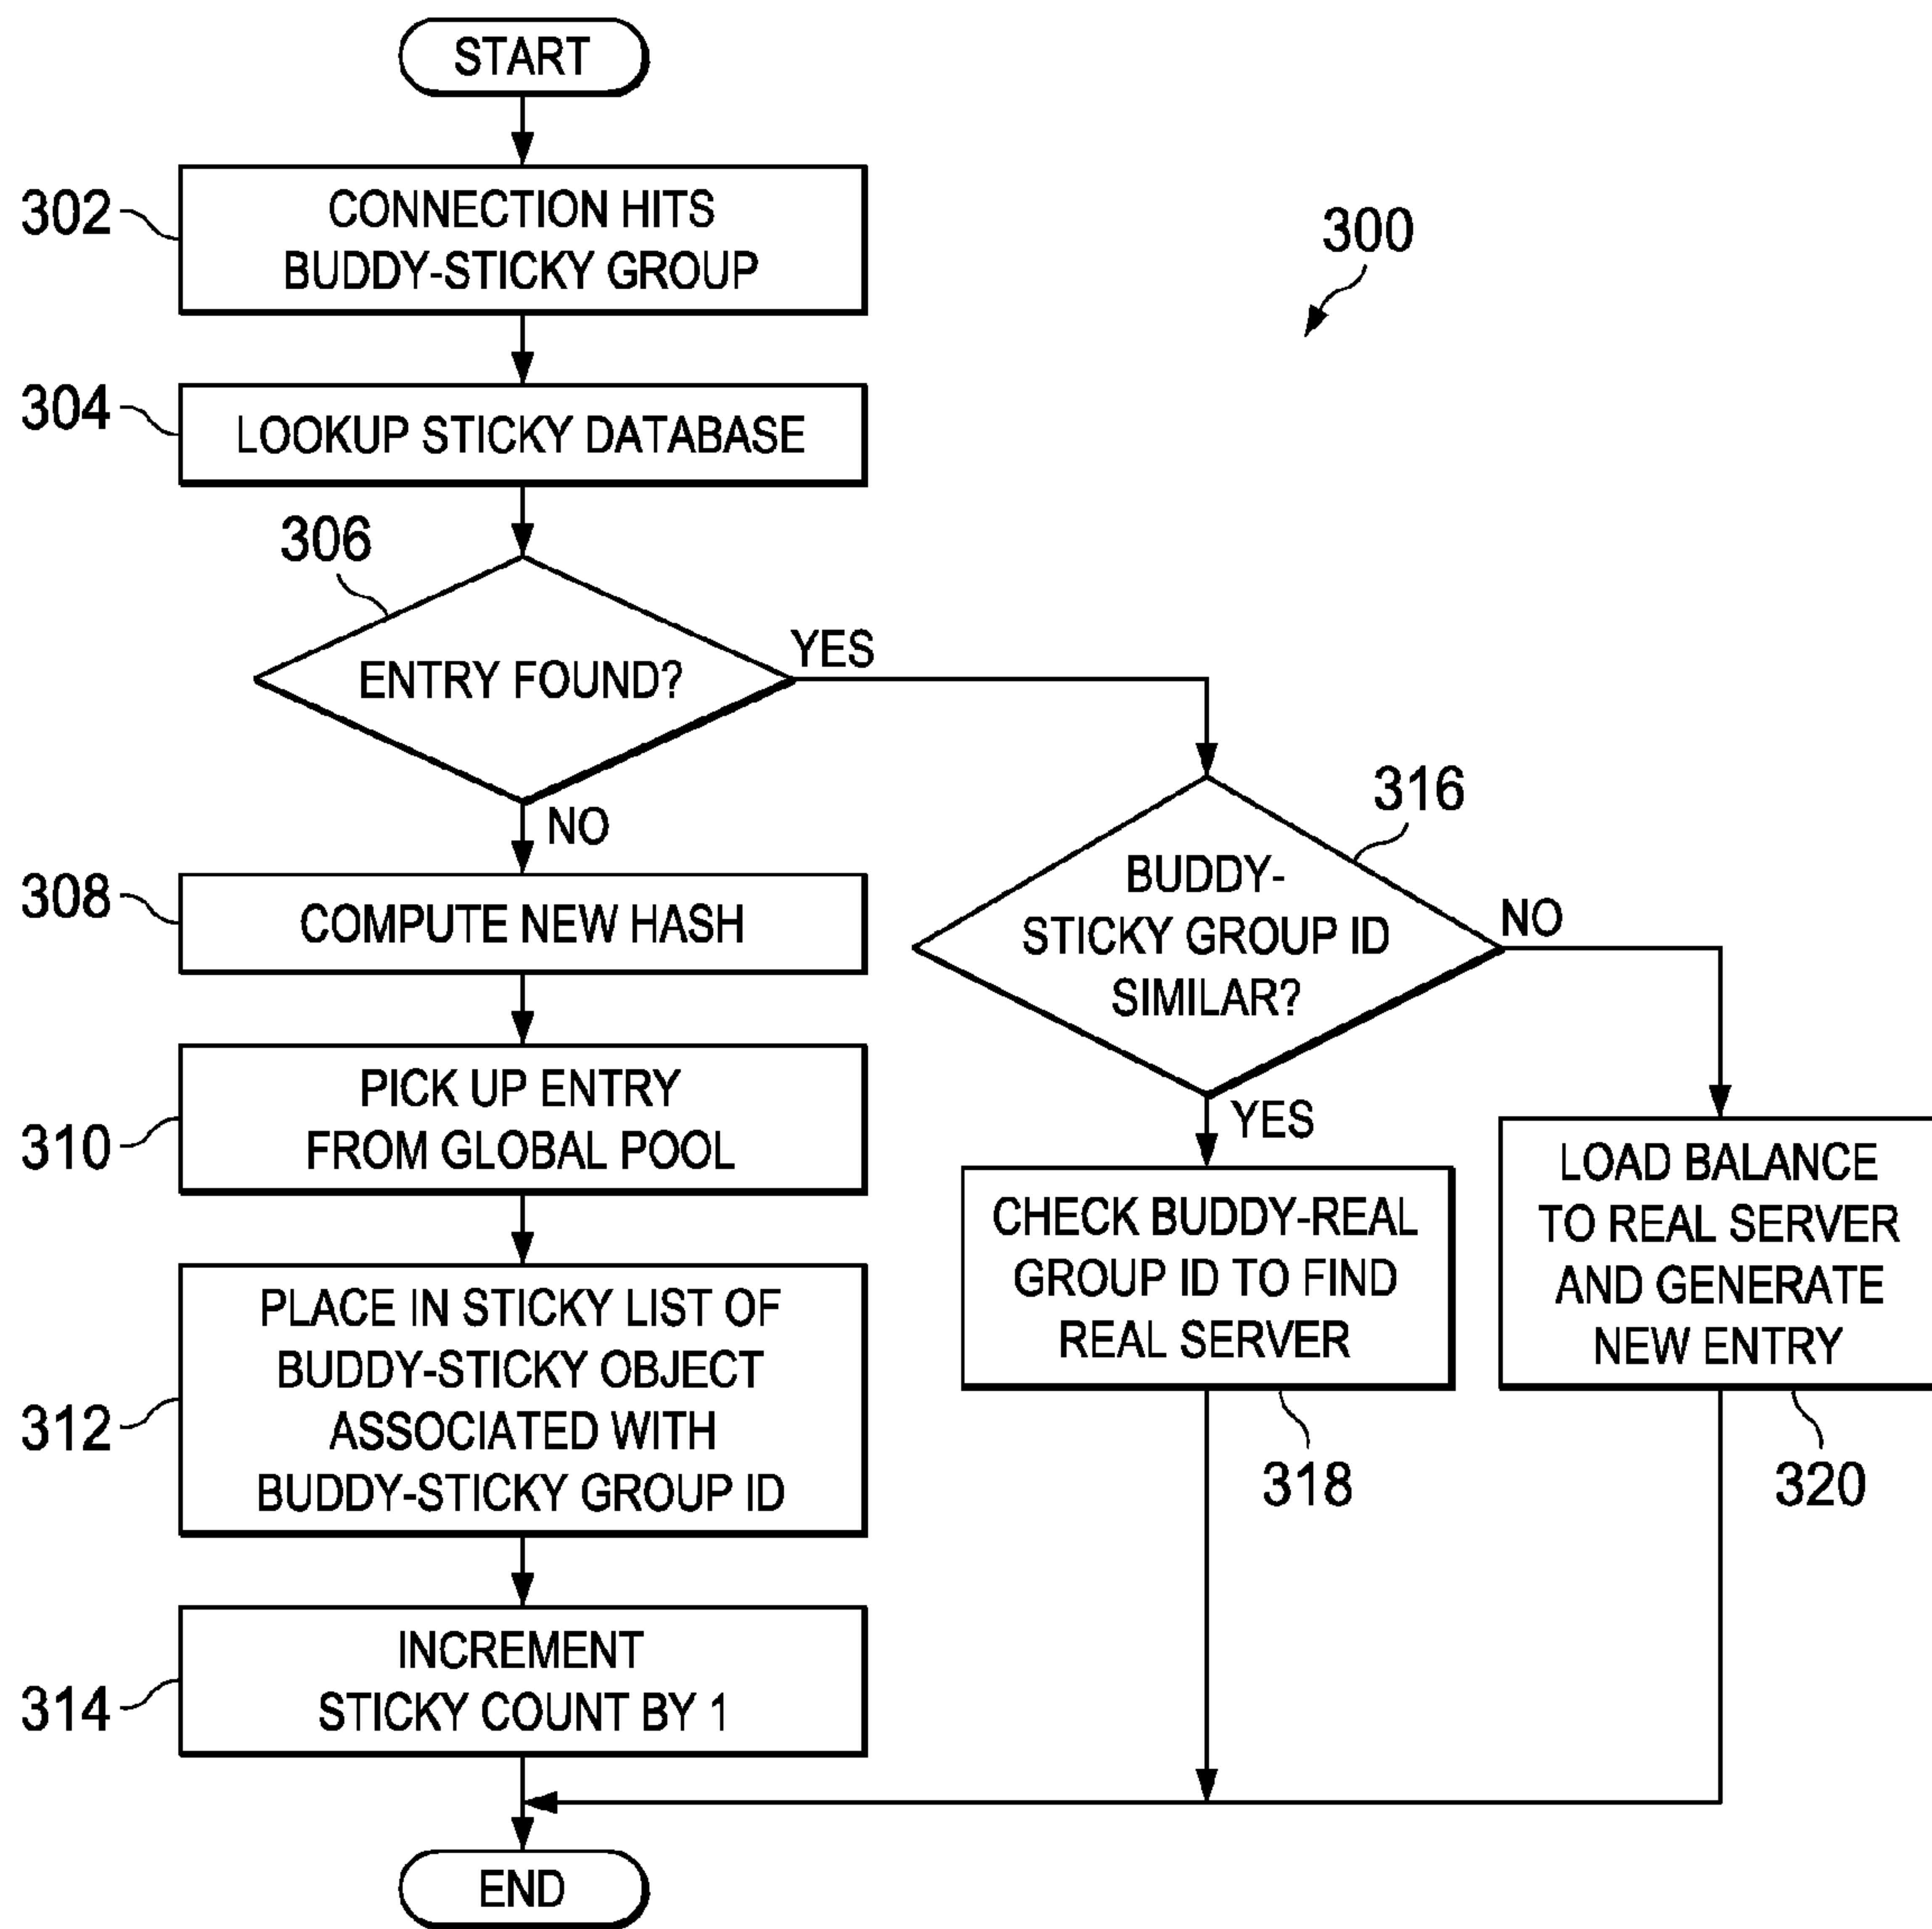 START
302
CONNECTION HITS
BUDDY-STICKY GROUP
300
304
LOOKUP STICKY DATABASE
306
ENTRY FOUND?
YES
NO
316
BUDDY-
STICKY GROUP ID
SIMILAR?
NO
YES
308
COMPUTE NEW HASH
310
PICK UP ENTRY
FROM GLOBAL POOL
312
PLACE IN STICKY LIST OF
BUDDY-STICKY OBJECT
ASSOCIATED WITH
BUDDY-STICKY GROUP ID
CHECK BUDDY-REAL
GROUP ID TO FIND
REAL SERVER
318
LOAD BALANCE
TO REAL SERVER
AND GENERATE
NEW ENTRY
320
314
INCREMENT
STICKY COUNT BY 1
END